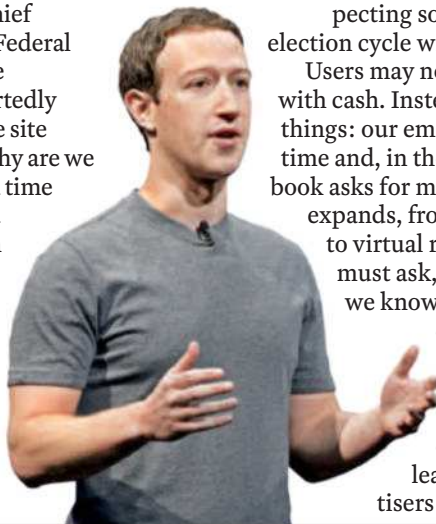 hief
Federal
e
rtedly
e site
hy are we
time
pecting so
election cycle w
Users may no
with cash. Inste
things: our em
time and, in th
book asks for m
expands, fro
to virtual r
must ask,
we know
lea
tisers